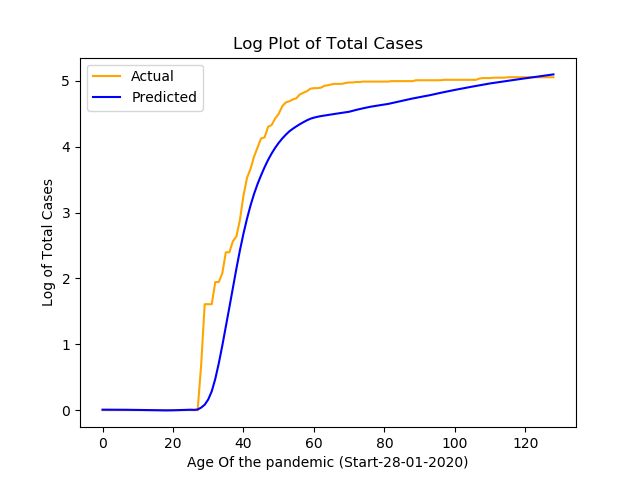 Log Plot of Total Cases
Actual
Predicted
5
4
3
2
1
0
Log of Total Cases
0 20 40 60 80 100 120
Age Of the pandemic (Start-28-01-2020)